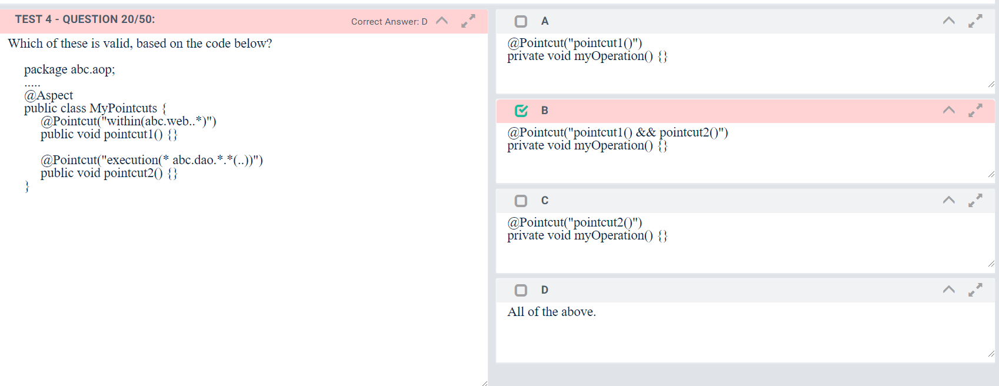 TEST 4 - QUESTION 20/50:
Correct Answer: D
Which of these is valid, based on the code below?
package abc.aop;
.....
@Aspect
public class MyPointcuts {
@Pointcut("within(abc.web..*)")
public void pointcut1() {}
@Pointcut("execution(* abc.dao.*.*(..))")
public void pointcut2() {}
}
A
@Pointcut("pointcut1()")
private void myOperation() {}
B
@Pointcut("pointcut1() && pointcut2()")
private void myOperation() {}
C
@Pointcut("pointcut2()")
private void myOperation() {}
D
All of the above.